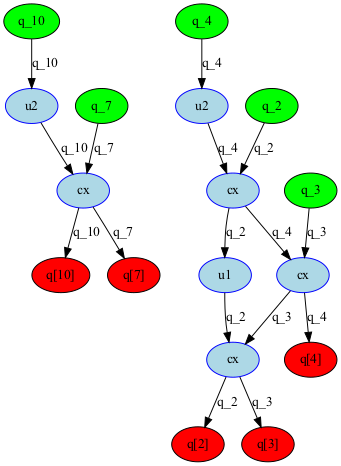 q_10 q_4
q_10 q_4
u2 q_7 u2 q_2
q_10 q_7 q_4 q_2
cx cx q_3
q_10 q_7 q_2 q_4 q_3
q[10] q[7] u1 cx
q_2 q_3 q_4
cx q[4]
q_2 q_3
q[2] q[3]